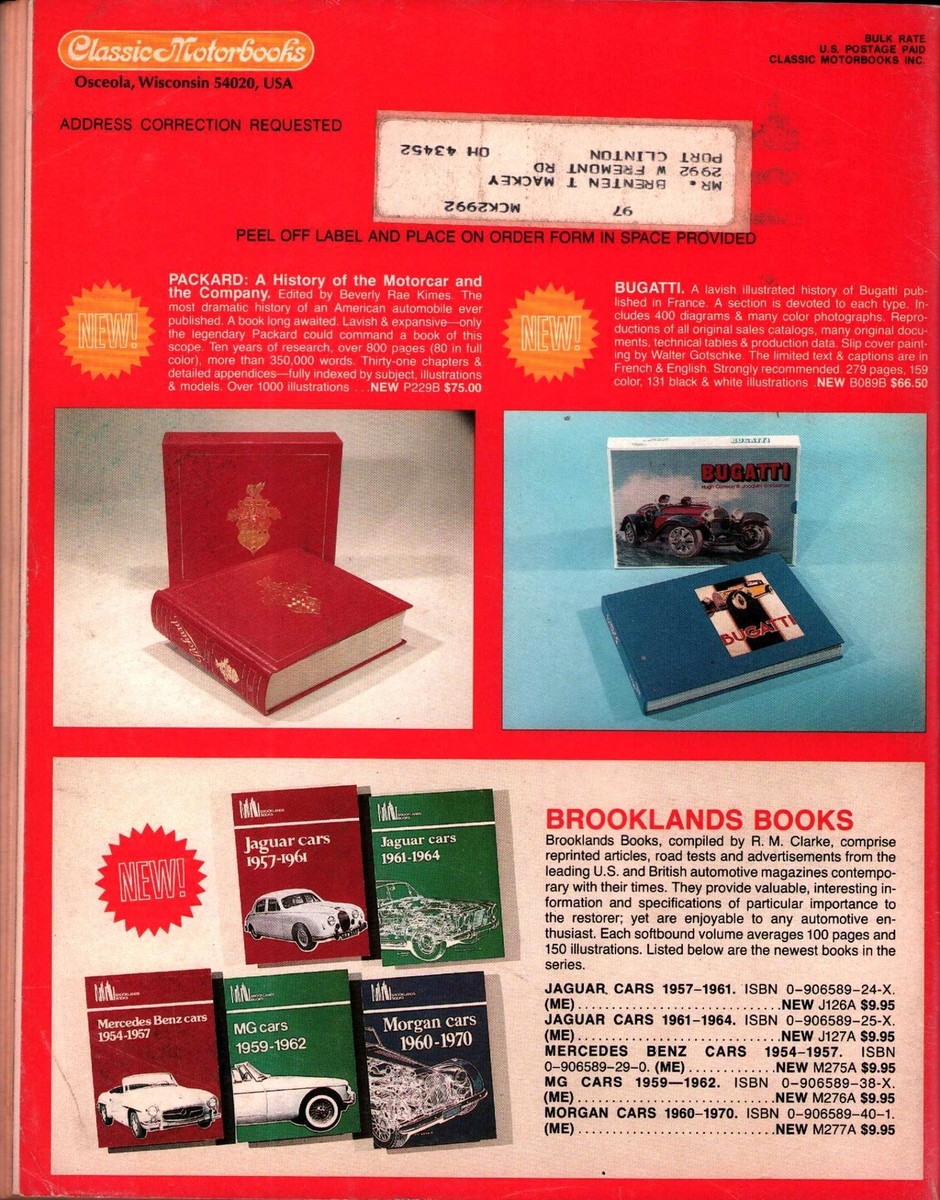 Classic Motorbooks
Osceola, Wisconsin 54020, USA
BULK RATE
U.S. POSTAGE PAID
CLASSIC MOTORBOOKS INC.
ADDRESS CORRECTION REQUESTED
97 MCK2992
MR. BRENTEN T MACKEY
2992 W FREMONT RD
PORT CLINTON OH 43452
PEEL OFF LABEL AND PLACE ON ORDER FORM IN SPACE PROVIDED
NEW!
PACKARD: A History of the Motorcar and
the Company. Edited by Beverly Rae Kimes. The
most dramatic history of an American automobile ever
published. A book long awaited. Lavish & expansive—only
the legendary Packard could command a book of this
scope. Ten years of research, over 800 pages (80 in full
color), more than 350,000 words. Thirty-one chapters &
detailed appendices—fully indexed by subject, illustrations
& models. Over 1000 illustrations . . . NEW P229B $75.00
NEW!
BUGATTI. A lavish illustrated history of Bugatti pub-
lished in France. A section is devoted to each type. In-
cludes 400 diagrams & many color photographs. Repro-
ductions of all original sales catalogs, many original docu-
ments, technical tables & production data. Slip cover paint-
ing by Walter Gotschke. The limited text & captions are in
French & English. Strongly recommended. 279 pages, 159
color, 131 black & white illustrations . NEW B089B $66.50
Packard
BUGATTI
BUGATTI
BUGATTI
NEW!
BROOKLANDS
BOOKS
Jaguar cars
1957-1961
BROOKLANDS
BOOKS
Jaguar cars
1961-1964
BROOKLANDS
BOOKS
Mercedes Benz cars
1954-1957
BROOKLANDS
BOOKS
MG cars
1959-1962
BROOKLANDS
BOOKS
Morgan cars
1960-1970
BROOKLANDS BOOKS
Brooklands Books, compiled by R. M. Clarke, comprise
reprinted articles, road tests and advertisements from the
leading U.S. and British automotive magazines contempo-
rary with their times. They provide valuable, interesting in-
formation and specifications of particular importance to
the restorer; yet are enjoyable to any automotive en-
thusiast. Each softbound volume averages 100 pages and
150 illustrations. Listed below are the newest books in the
series.
JAGUAR CARS 1957–1961. ISBN 0–906589–24-X.
(ME) . . . . . . . . . . . . . . . . . . . . . . . . . . . . NEW J126A $9.95
JAGUAR CARS 1961–1964. ISBN 0–906589–25-X.
(ME) . . . . . . . . . . . . . . . . . . . . . . . . . . . . NEW J127A $9.95
MERCEDES BENZ CARS 1954–1957. ISBN
0–906589–29–0. (ME) . . . . . . . . . . . . NEW M275A $9.95
MG CARS 1959—1962. ISBN 0–906589–38-X.
(ME) . . . . . . . . . . . . . . . . . . . . . . . . . . . . NEW M276A $9.95
MORGAN CARS 1960–1970. ISBN 0–906589–40–1.
(ME) . . . . . . . . . . . . . . . . . . . . . . . . . . . . NEW M277A $9.95